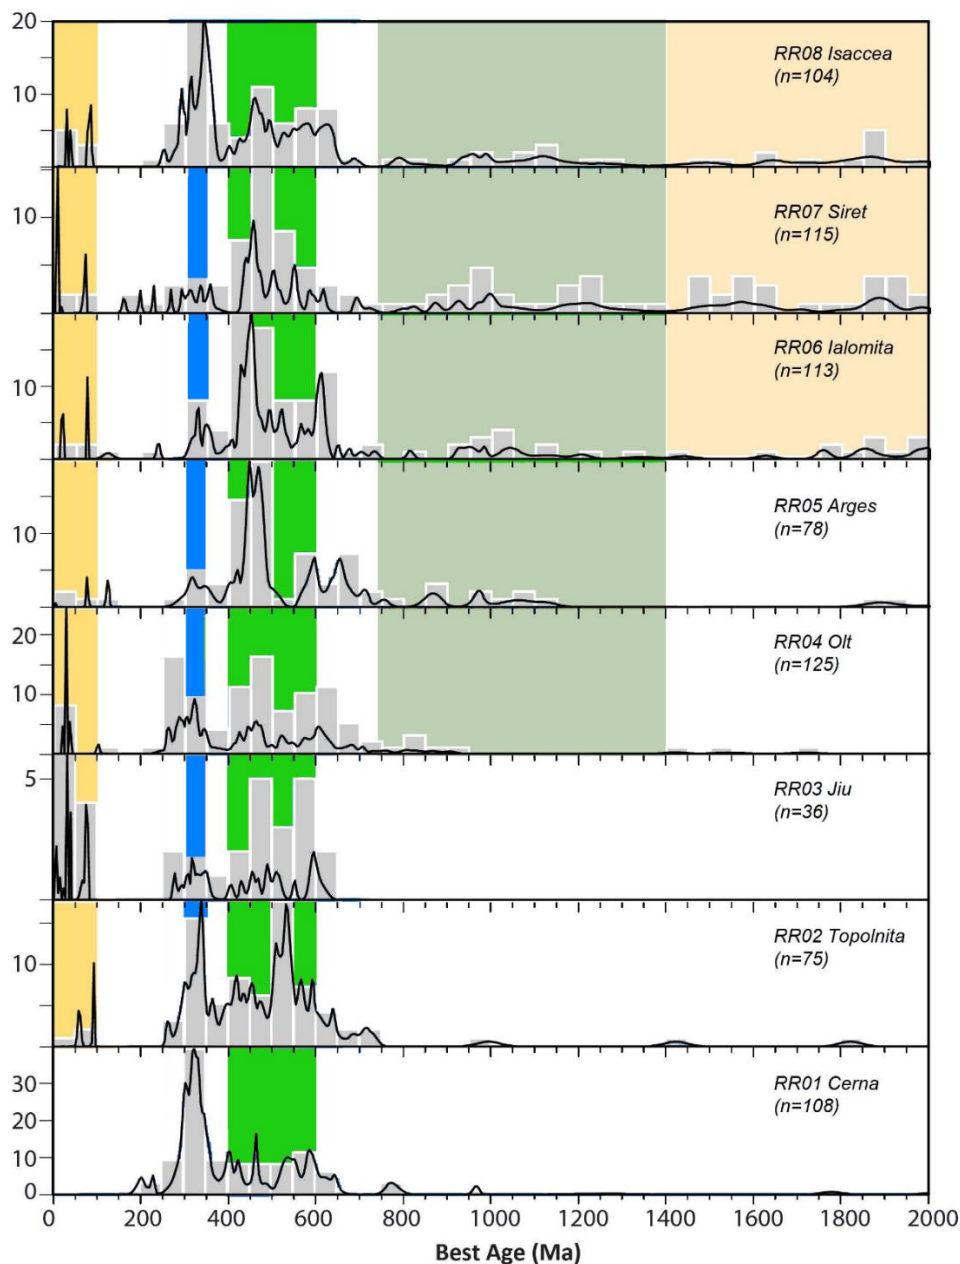 20
10
RR08 Isaccea
(n=104)
10
RR07 Siret
(n=115)
10
RR06 Ialomita
(n=113)
10
RR05 Arges
(n=78)
20
10
RR04 Olt
(n=125)
5
RR03 Jiu
(n=36)
10
RR02 Topolnita
(n=75)
30
20
10
0
RR01 Cerna
(n=108)
0 200 400 600 800 1000 1200 1400 1600 1800 2000
Best Age (Ma)